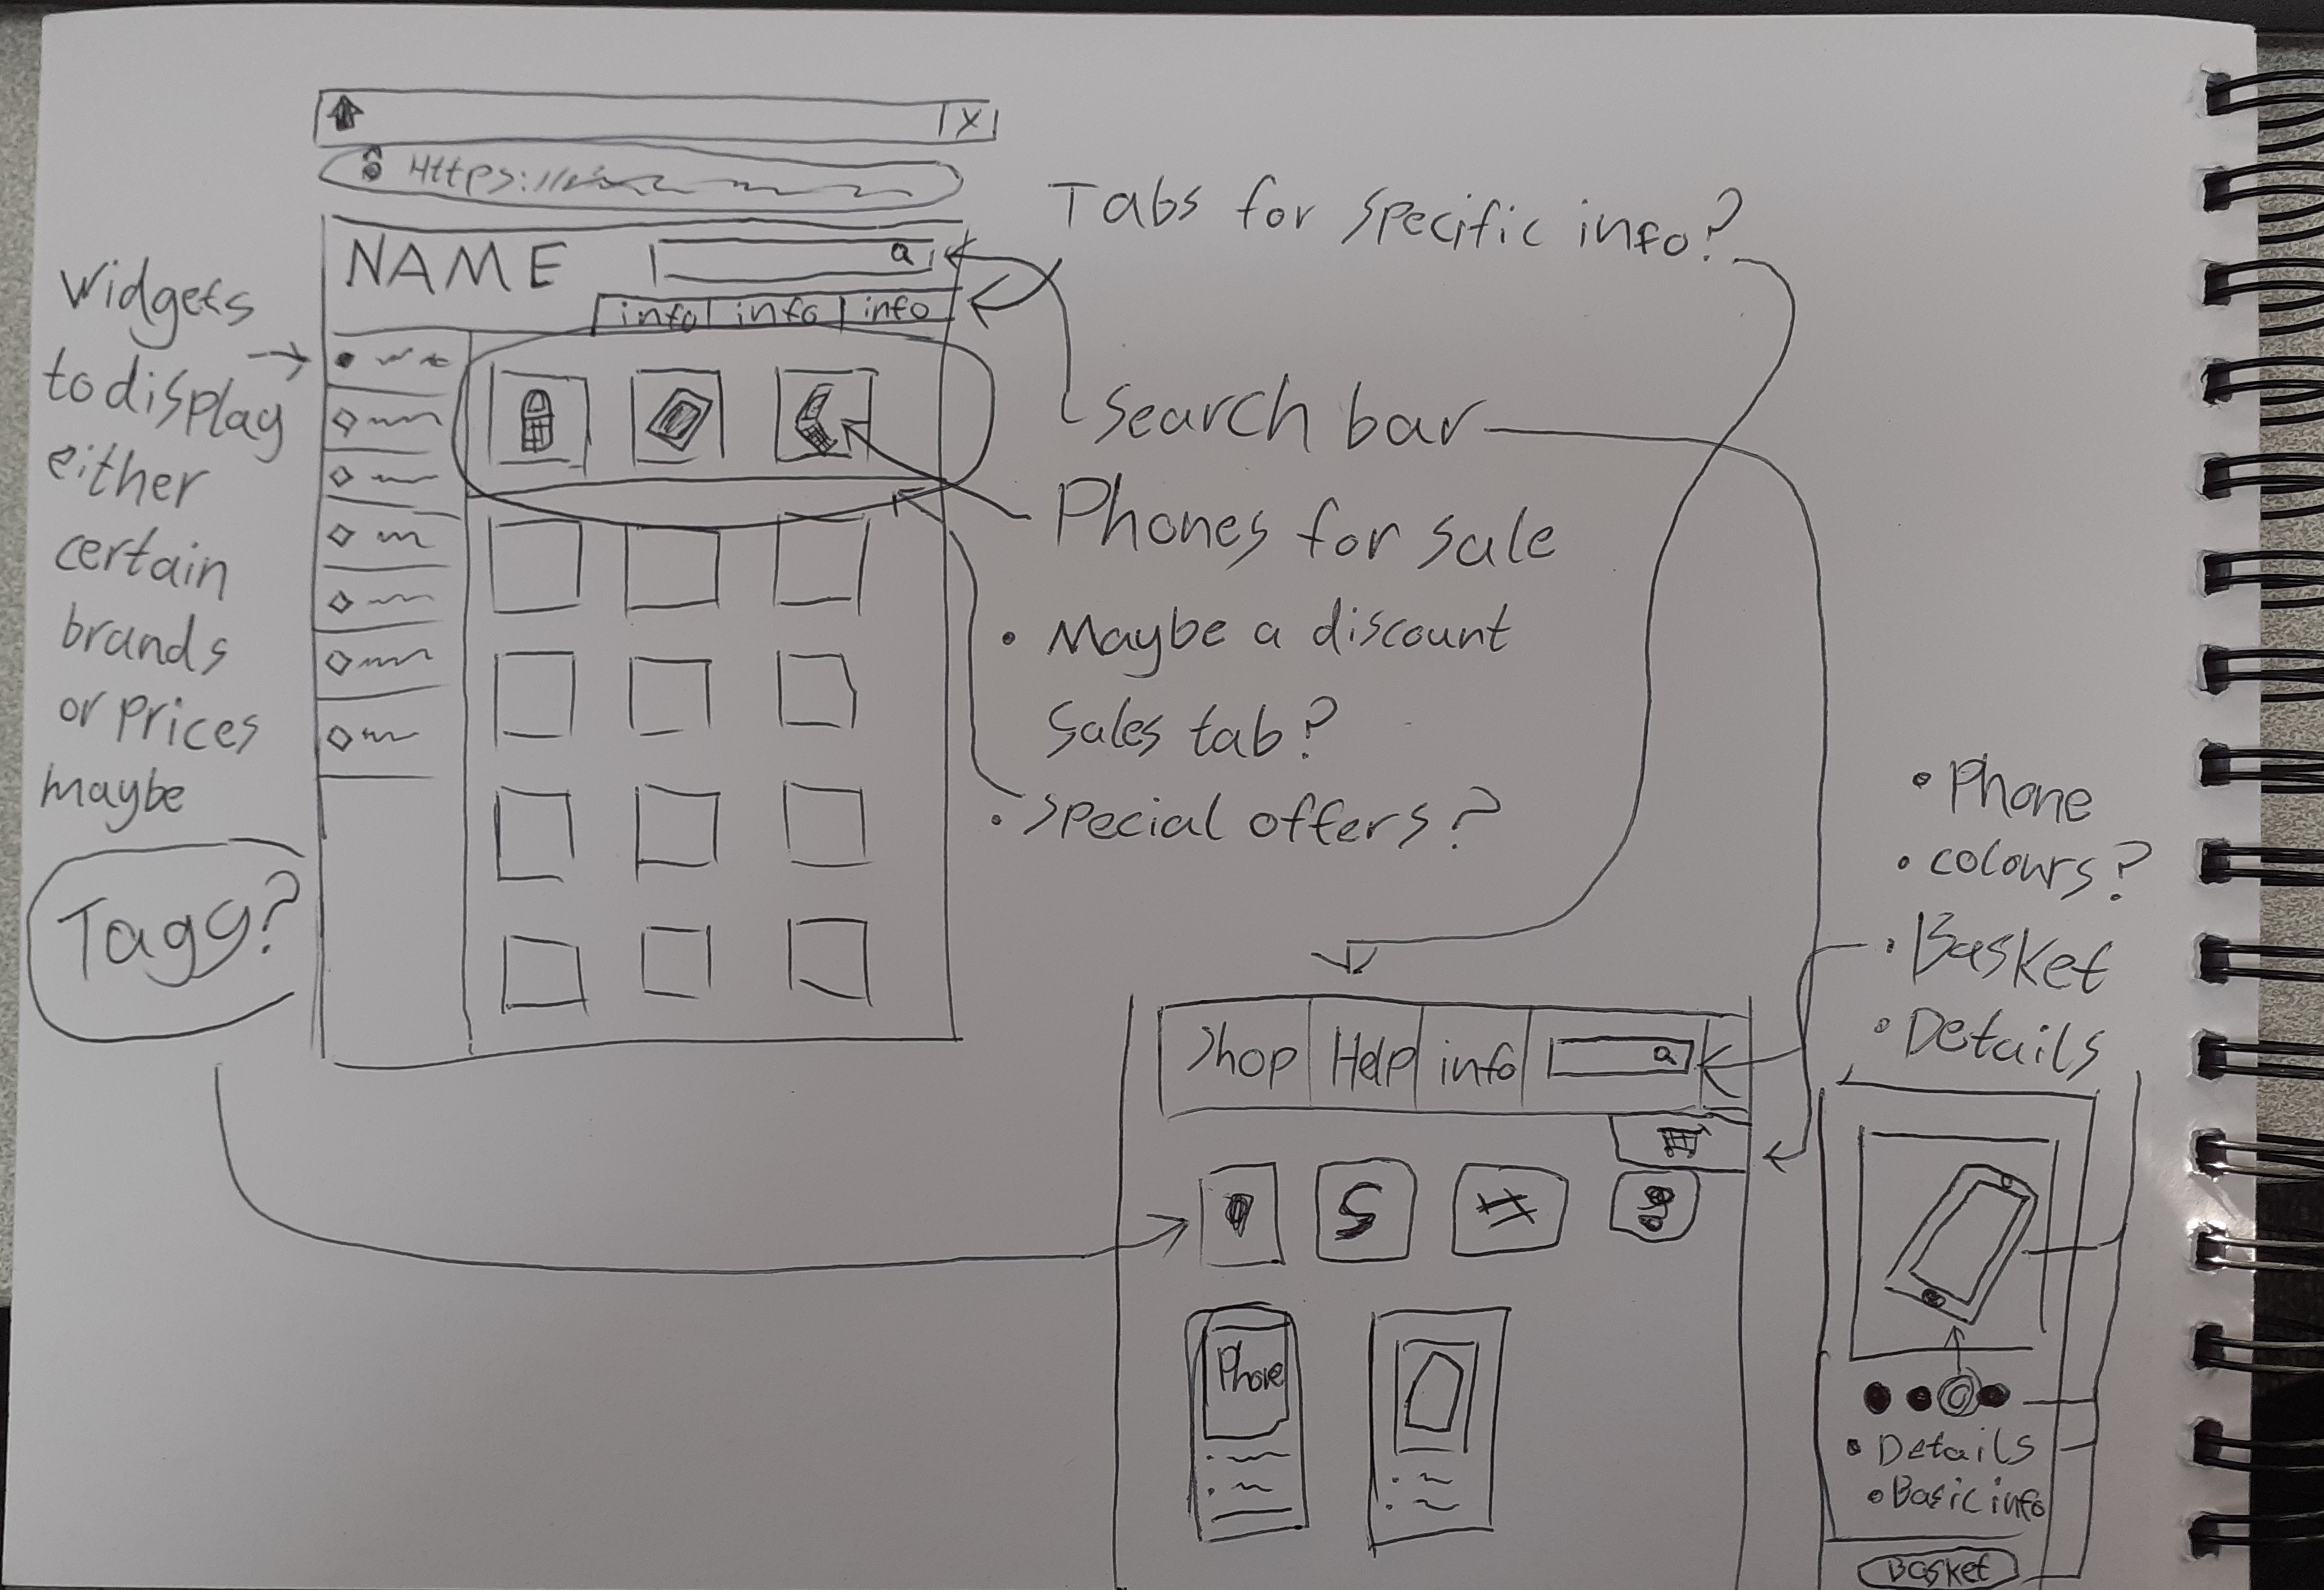 X
Https://
NAME
info info info
Widgets
to display
either
certain
brands
or prices
maybe
Tags?
Tabs for specific info?
Search bar
Phones for sale
• Maybe a discount
Sales tab?
• Special offers?
• Phone
• colours?
• Basket
• Details
Shop Help info
Phone
• Details
• Basic info
Basket